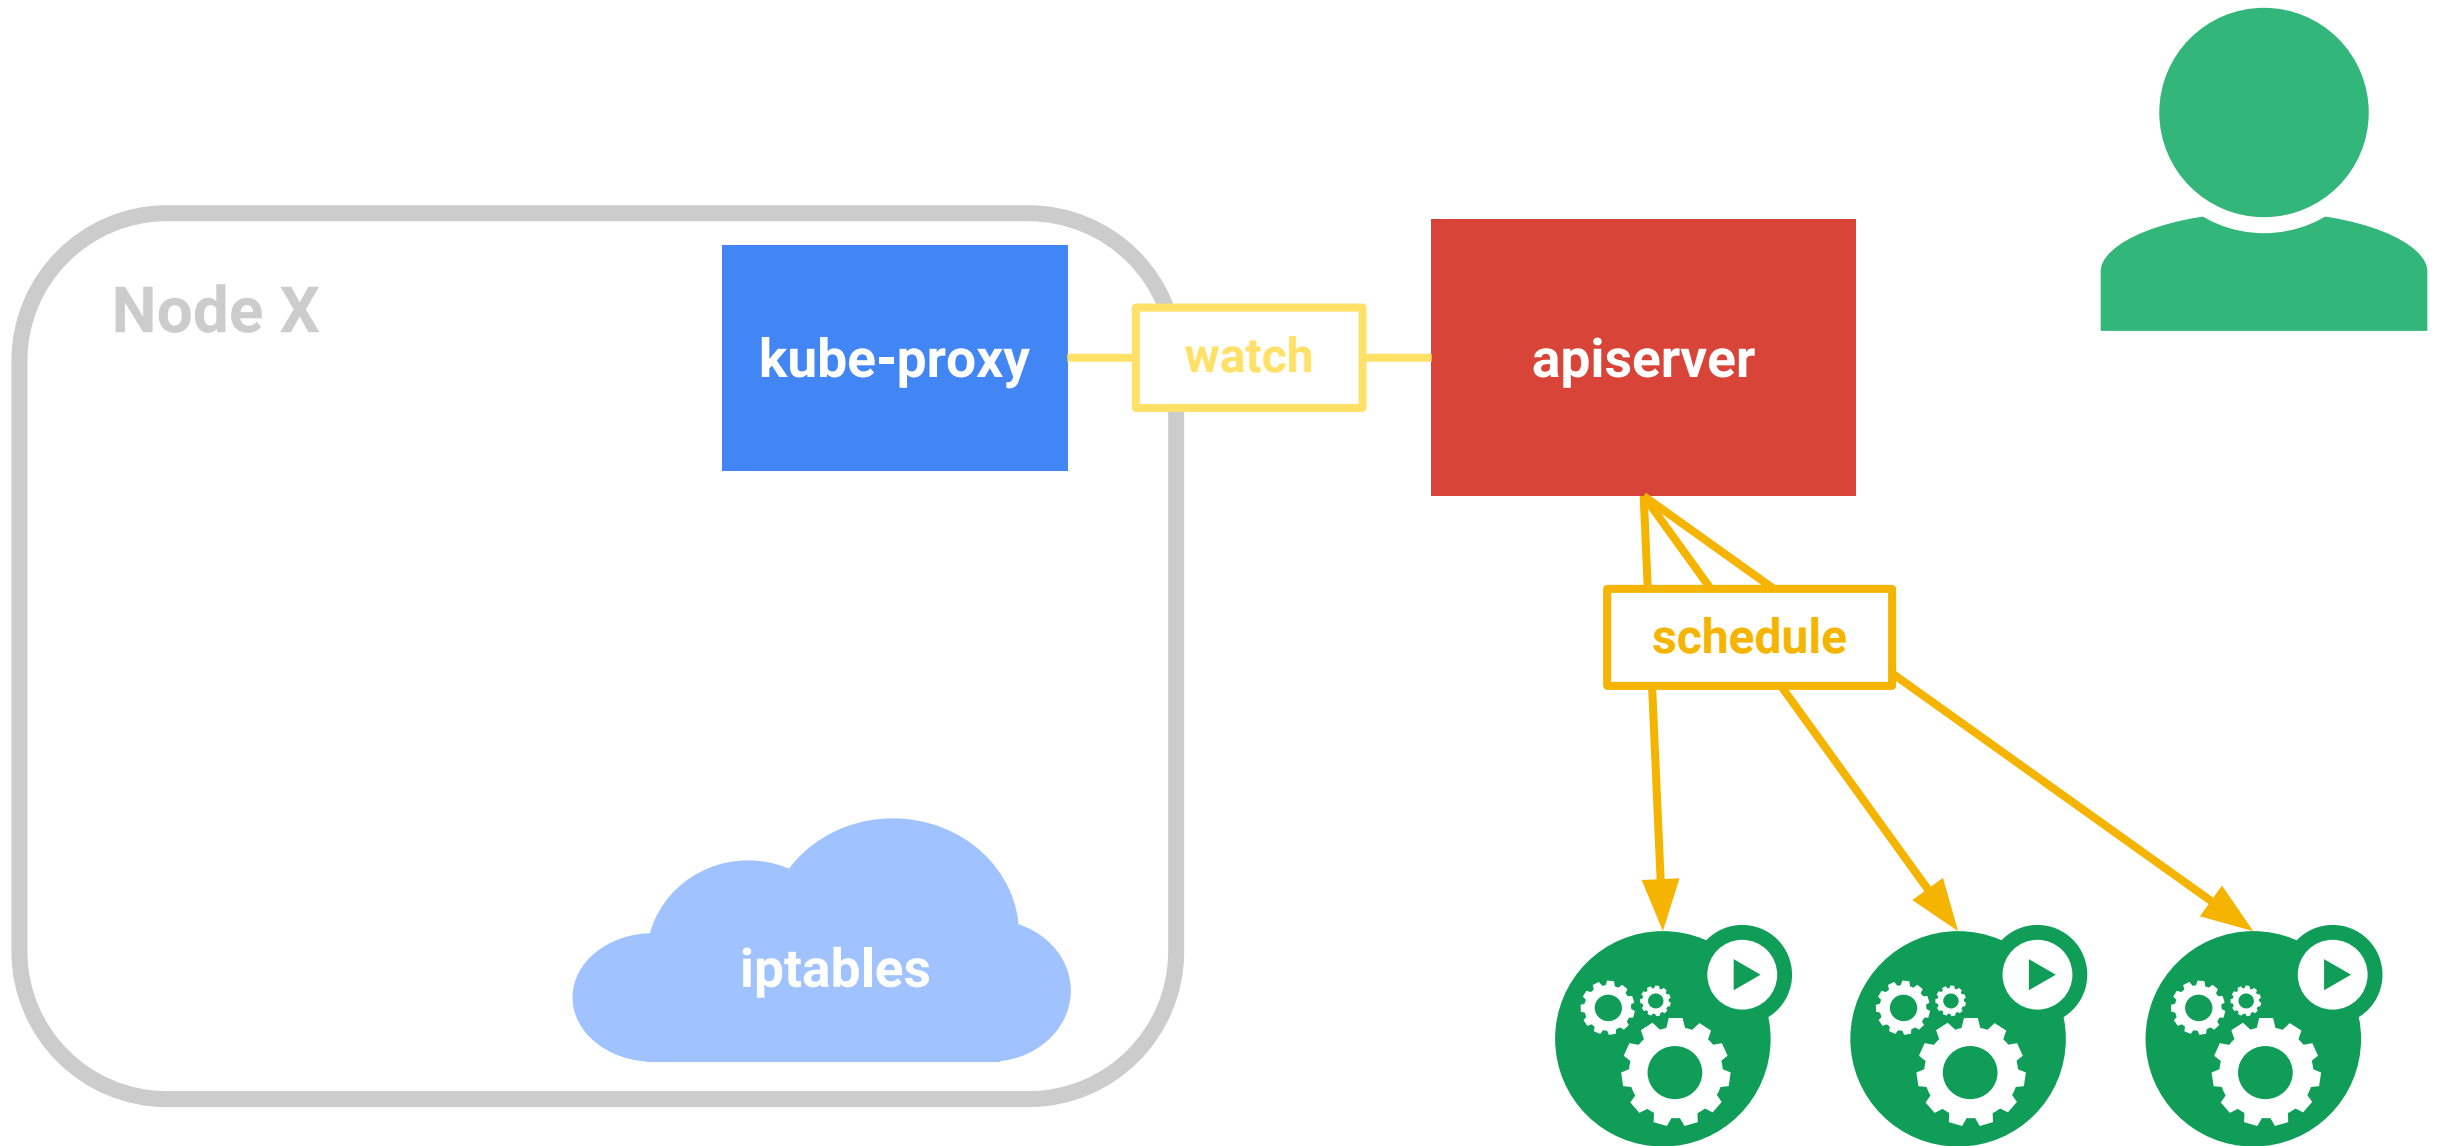 Node X
kube-proxy
watch
apiserver
schedule
iptables